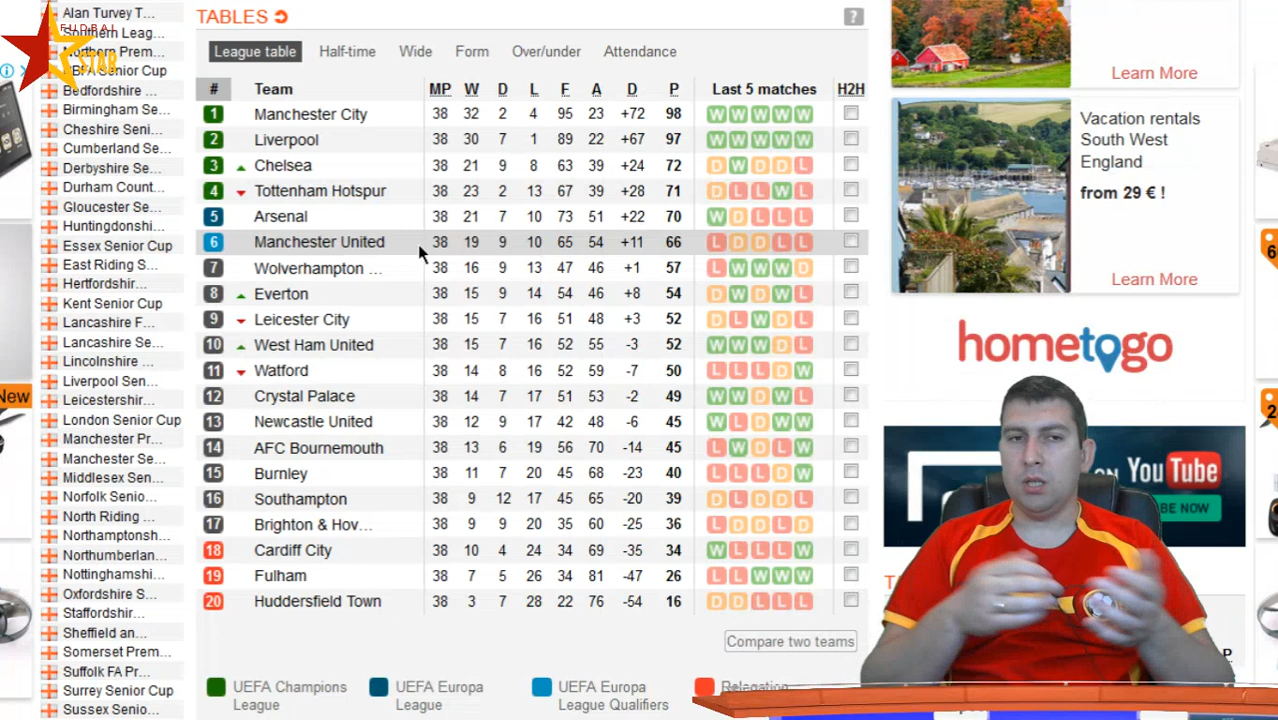 Alan Turvey T...
Southern Leag...
Northern Prem...
FA Senior Cup
Bedfordshire ...
Birmingham Se...
Cheshire Seni...
Cumberland Se...
Derbyshire Se...
Durham Count...
Gloucester Se...
Huntingdonshi...
Essex Senior Cup
East Riding S...
Hertfordshir...
Kent Senior Cup
Lancashire F...
Lancashire Se...
Lincolnshire ...
Liverpool Sen...
Leicestershir...
London Senior Cup
Manchester Pr...
Manchester Se...
Middlesex Sen...
Norfolk Senio...
North Riding ...
Northamptonsh...
Northumberlan...
Nottinghamshi...
Oxfordshire S...
Staffordshir...
Sheffield an...
Somerset Prem...
Suffolk FA Pr...
Surrey Senior Cup
Sussex Senio...
FUDBAL
STAR
New
TABLES
?
League table Half-time Wide Form Over/under Attendance
# Team MP W D L F A D P Last 5 matches H2H
1 Manchester City 38 32 2 4 95 23 +72 98 W W W W W
2 Liverpool 38 30 7 1 89 22 +67 97 W W W W W
3 Chelsea 38 21 9 8 63 39 +24 72 D W D D L
4 Tottenham Hotspur 38 23 2 13 67 39 +28 71 D L L W L
5 Arsenal 38 21 7 10 73 51 +22 70 W D L L L
6 Manchester United 38 19 9 10 65 54 +11 66 L D D L L
7 Wolverhampton ... 38 16 9 13 47 46 +1 57 L W W W D
8 Everton 38 15 9 14 54 46 +8 54 D W D W L
9 Leicester City 38 15 7 16 51 48 +3 52 D L W D L
10 West Ham United 38 15 7 16 52 55 -3 52 W W W D L
11 Watford 38 14 8 16 52 59 -7 50 L L L D W
12 Crystal Palace 38 14 7 17 51 53 -2 49 W W D D W
13 Newcastle United 38 12 9 17 42 48 -6 45 W L D W L
14 AFC Bournemouth 38 13 6 19 56 70 -14 45 L W D L W
15 Burnley 38 11 7 20 45 68 -23 40 L L L D W
16 Southampton 38 9 12 17 45 65 -20 39 D L D D L
17 Brighton & Hov... 38 9 9 20 35 60 -25 36 L D D L D
18 Cardiff City 38 10 4 24 34 69 -35 34 W L L L W
19 Fulham 38 7 5 26 34 81 -47 26 L L W W W
20 Huddersfield Town 38 3 7 28 22 76 -54 16 D D L L L
Compare two teams
UEFA Champions League
UEFA Europa League
UEFA Europa League Qualifiers
Relegation
Learn More
Vacation rentals
South West
England
from 29 € !
Learn More
hometogo
ON YouTube
BE NOW
P
6
2